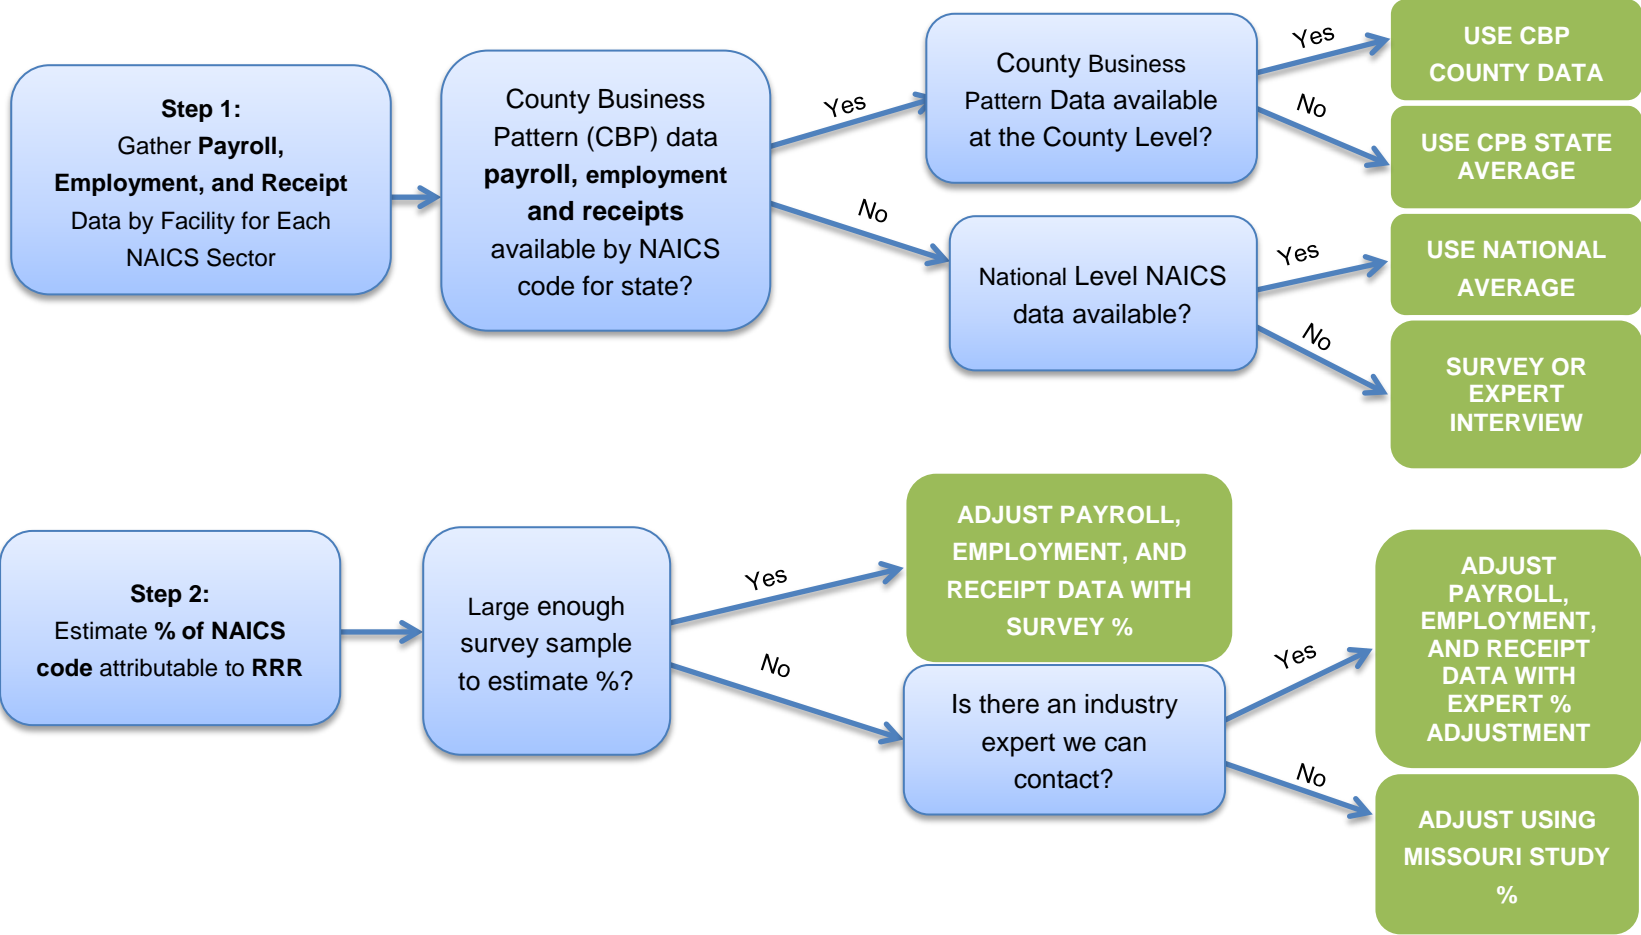 Step 1:
Gather Payroll,
Employment, and Receipt
Data by Facility for Each
NAICS Sector
County Business
Pattern (CBP) data
payroll, employment
and receipts
available by NAICS
code for state?
Yes
No
County Business
Pattern Data available
at the County Level?
Yes
No
USE CBP
COUNTY DATA
USE CPB STATE
AVERAGE
National Level NAICS
data available?
Yes
No
USE NATIONAL
AVERAGE
SURVEY OR
EXPERT
INTERVIEW
Step 2:
Estimate % of NAICS
code attributable to RRR
Large enough
survey sample
to estimate %?
Yes
No
ADJUST PAYROLL,
EMPLOYMENT, AND
RECEIPT DATA WITH
SURVEY %
Is there an industry
expert we can
contact?
Yes
No
ADJUST
PAYROLL,
EMPLOYMENT,
AND RECEIPT
DATA WITH
EXPERT %
ADJUSTMENT
ADJUST USING
MISSOURI STUDY
%